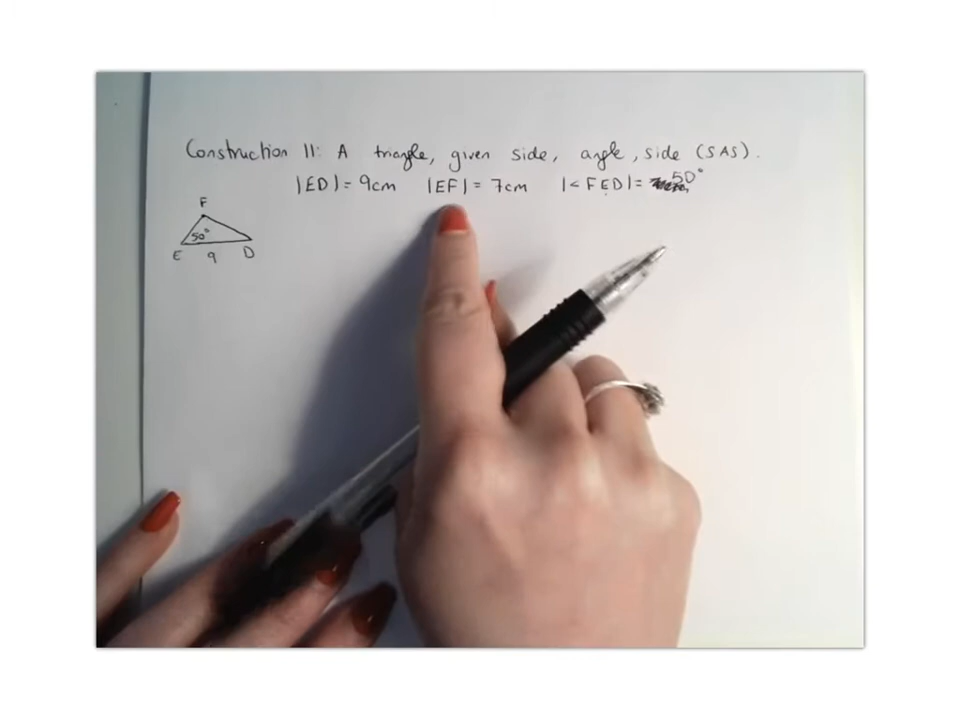 Construction 11: A triangle, given side, angle, side (SAS).
|ED| = 9cm |EF| = 7cm |< FED| = 50°
F
50°
E 9 D